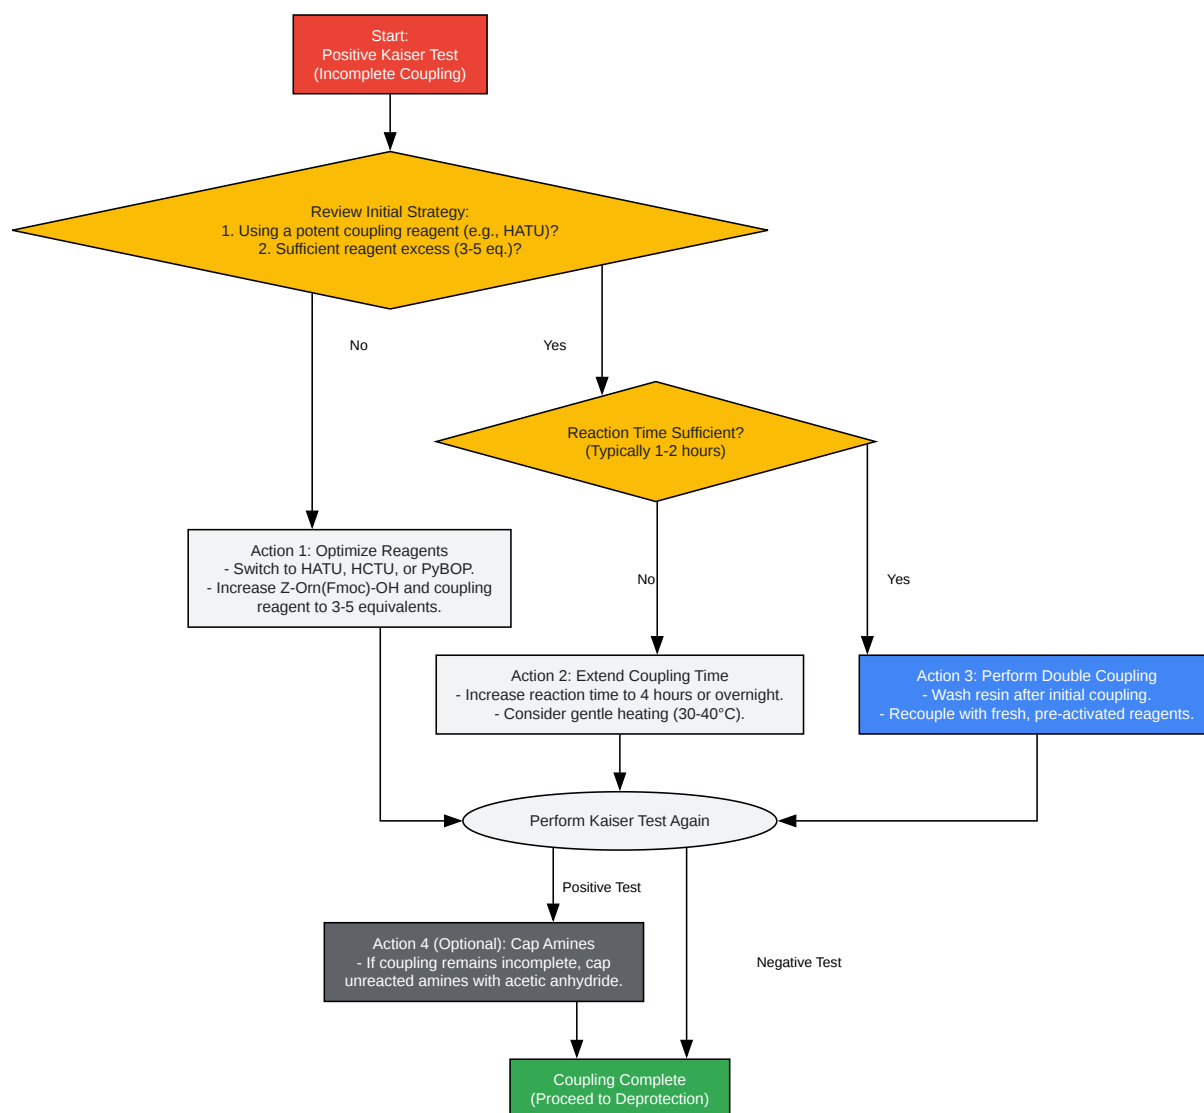 Start:
Positive Kaiser Test
(Incomplete Coupling)
Review Initial Strategy:
1. Using a potent coupling reagent (e.g., HATU)?
2. Sufficient reagent excess (3-5 eq.)?
No
Yes
Reaction Time Sufficient?
(Typically 1-2 hours)
Action 1: Optimize Reagents
- Switch to HATU, HCTU, or PyBOP.
- Increase Z-Orn(Fmoc)-OH and coupling
reagent to 3-5 equivalents.
No
Yes
Action 2: Extend Coupling Time
- Increase reaction time to 4 hours or overnight.
- Consider gentle heating (30-40°C).
Action 3: Perform Double Coupling
- Wash resin after initial coupling.
- Recouple with fresh, pre-activated reagents.
Perform Kaiser Test Again
Positive Test
Action 4 (Optional): Cap Amines
- If coupling remains incomplete, cap
unreacted amines with acetic anhydride.
Negative Test
Coupling Complete
(Proceed to Deprotection)